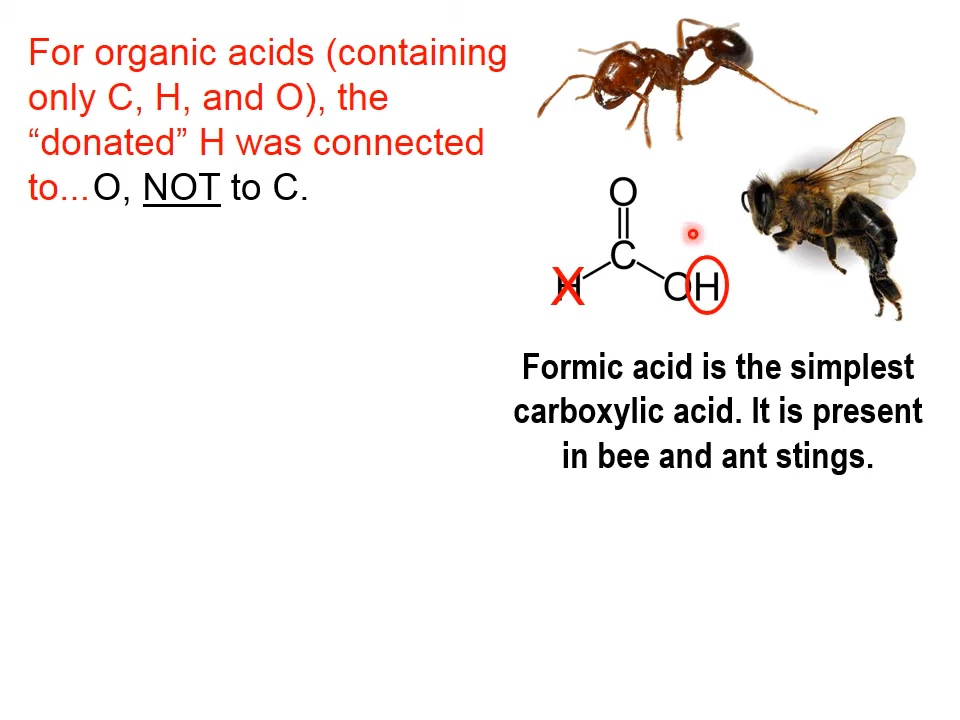 For organic acids (containing
only C, H, and O), the
“donated” H was connected
to... O, NOT to C.
O
C
H
OH
Formic acid is the simplest
carboxylic acid. It is present
in bee and ant stings.